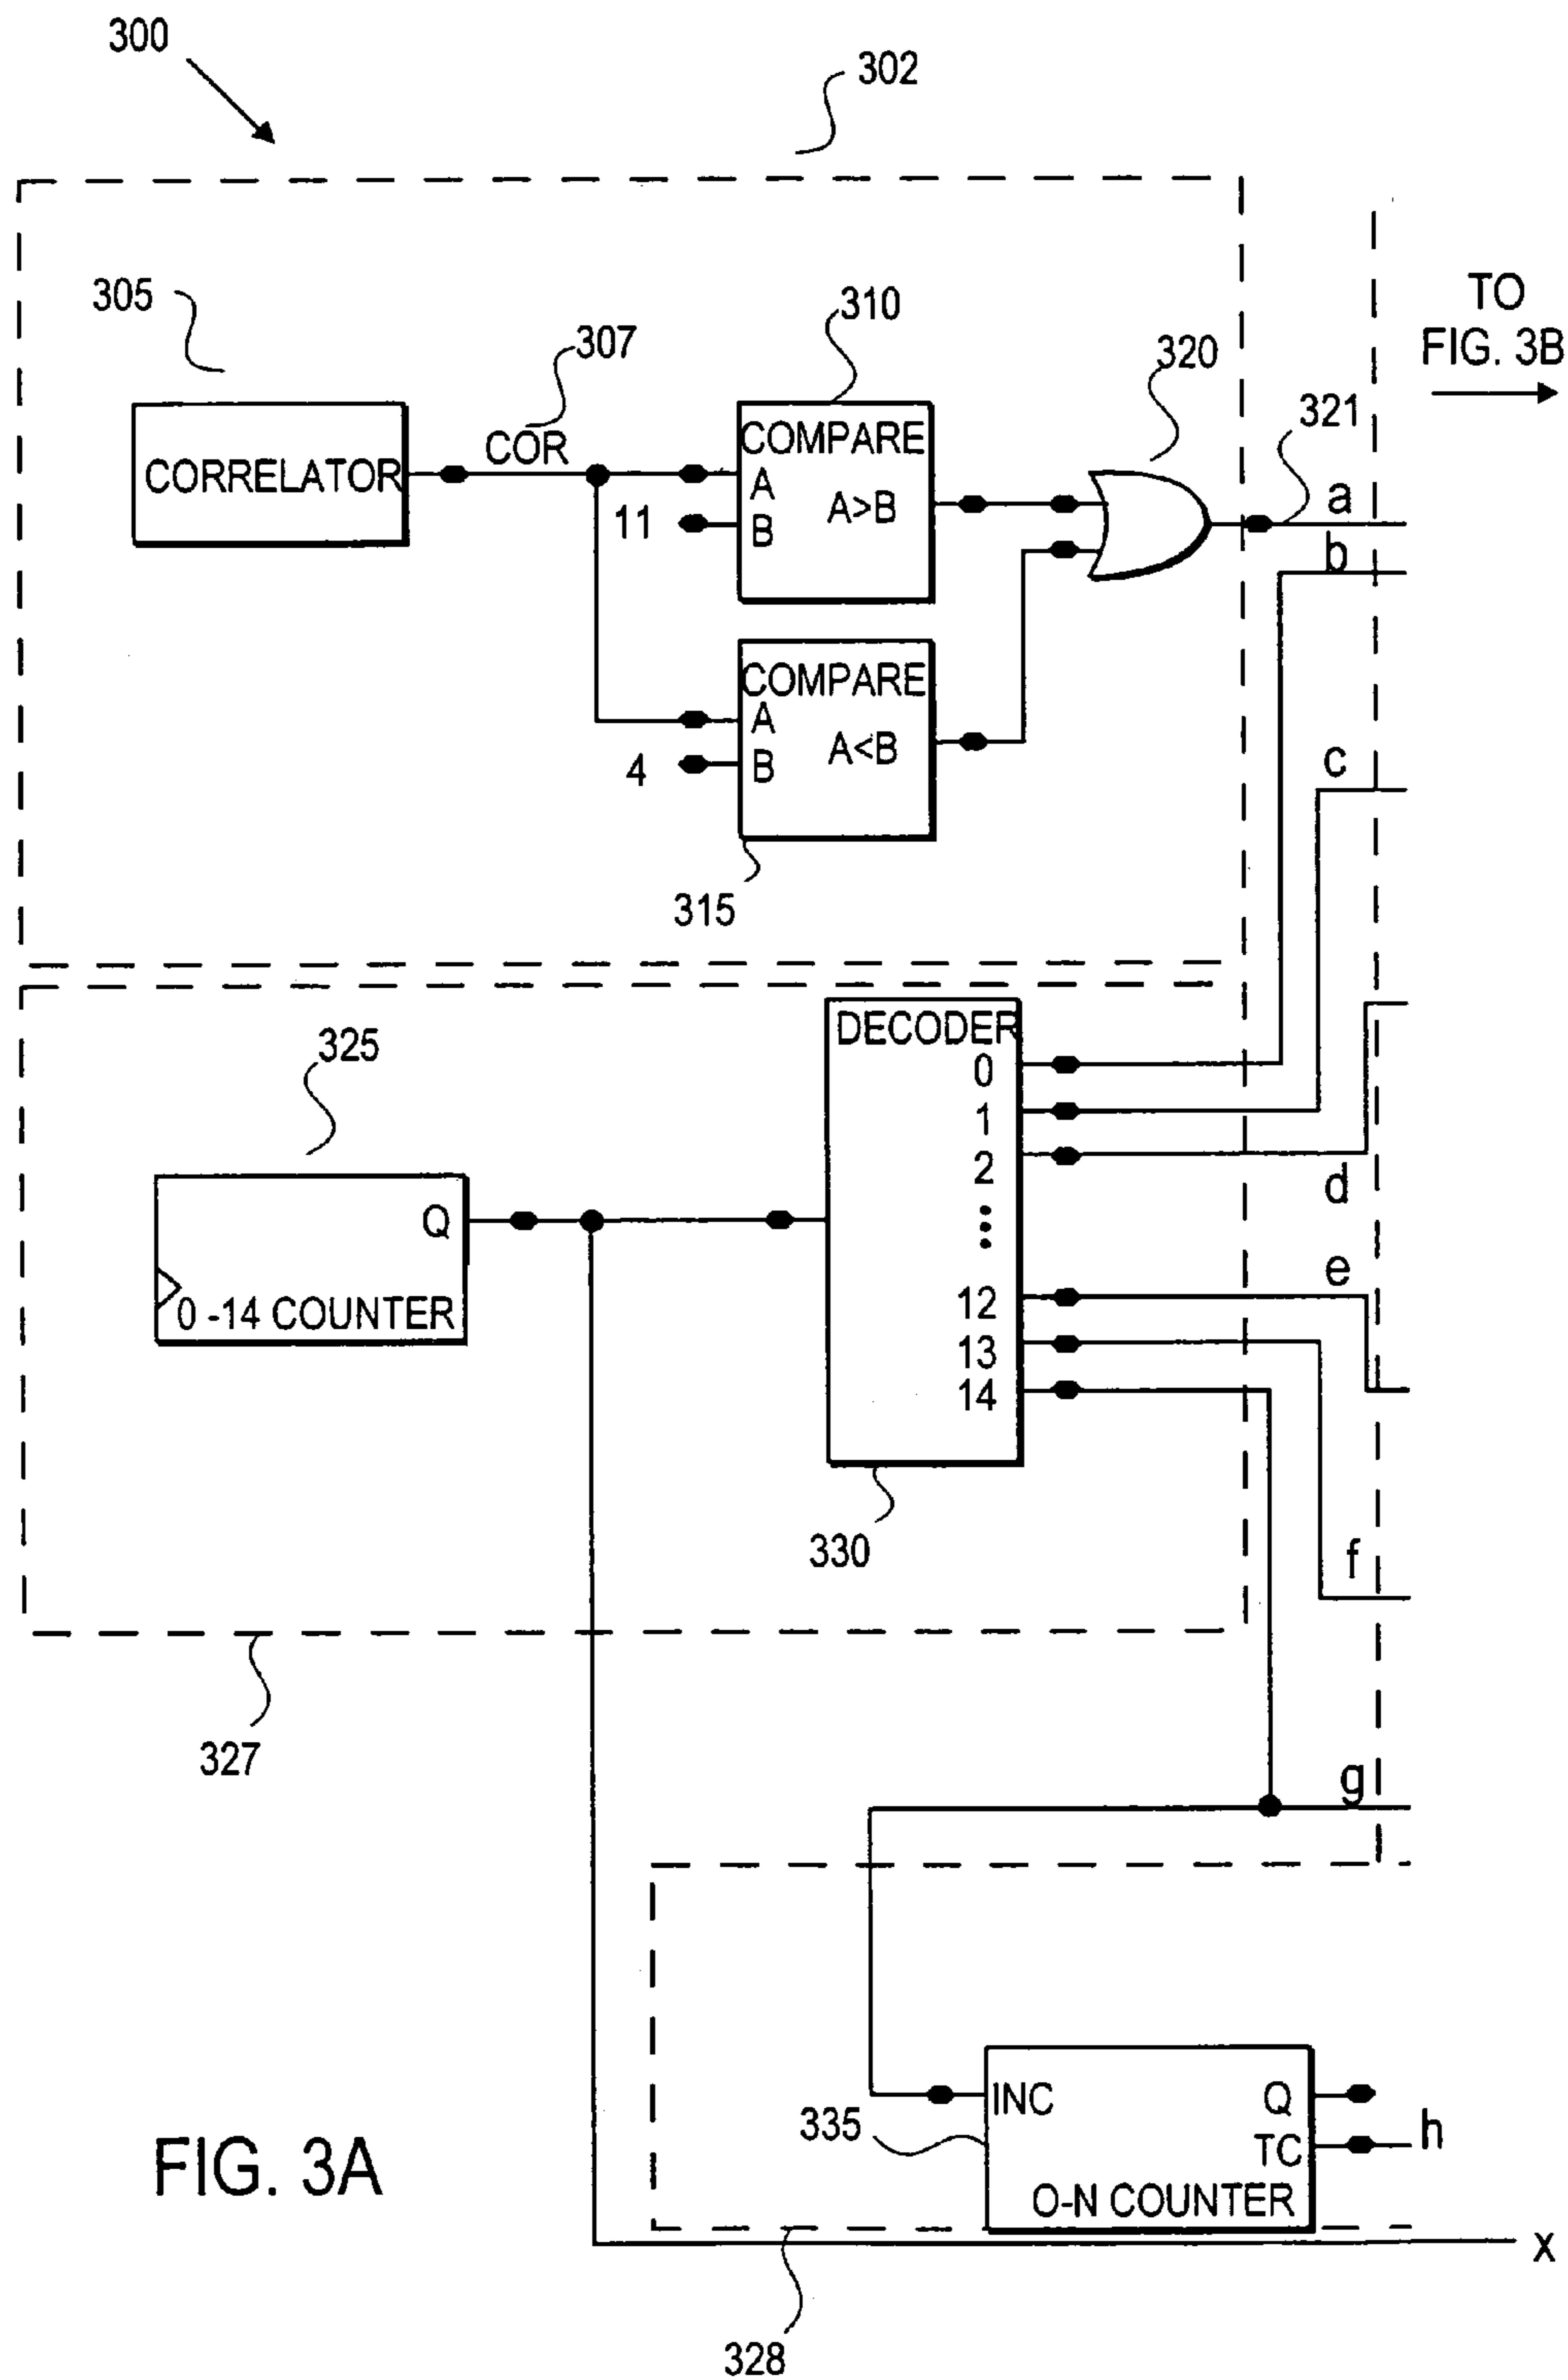 300
302
305
307
310
320
321
TO
FIG. 3B
CORRELATOR
COR
COMPARE
A
A>B
11
B
a
b
COMPARE
A
A<B
4
B
c
315
325
DECODER
0
1
2
d
Q
e
0 -14 COUNTER
12
13
14
330
f
327
g
INC
Q
335
h
TC
O-N COUNTER
FIG. 3A
x
328